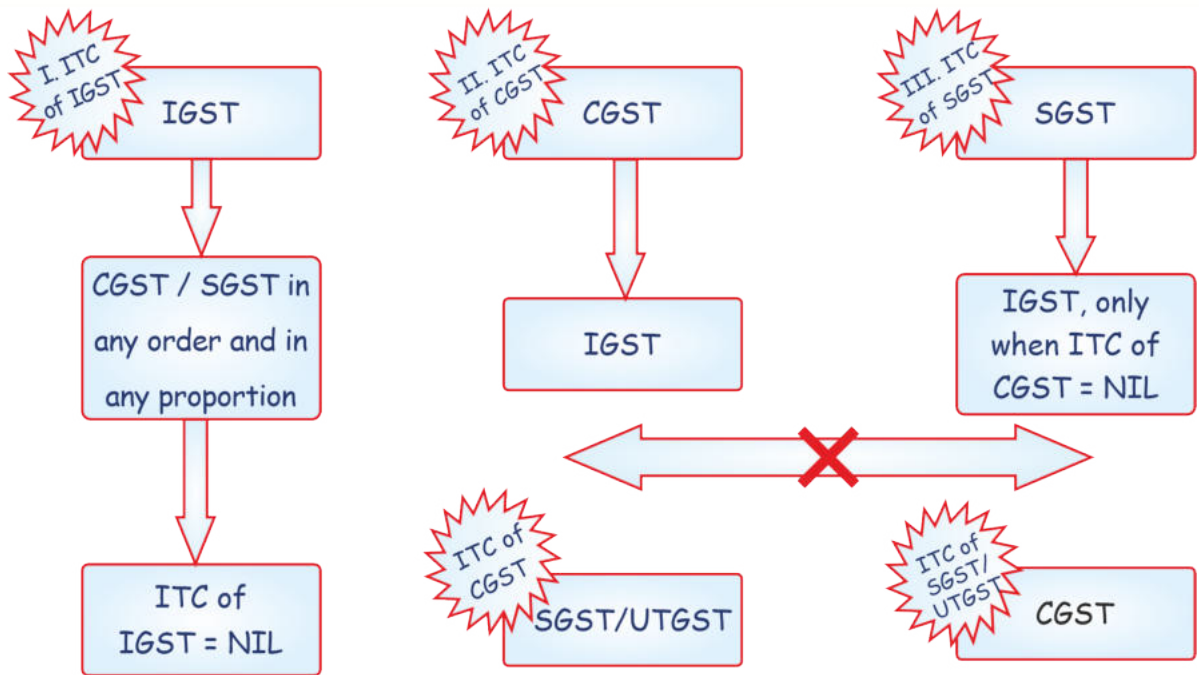 I. ITC
of IGST
IGST
CGST / SGST in
any order and in
any proportion
ITC of
IGST = NIL
II. ITC
of CGST
CGST
IGST
III. ITC
of SGST
SGST
IGST, only
when ITC of
CGST = NIL
ITC of
CGST
SGST/UTGST
ITC of
SGST/
UTGST
CGST